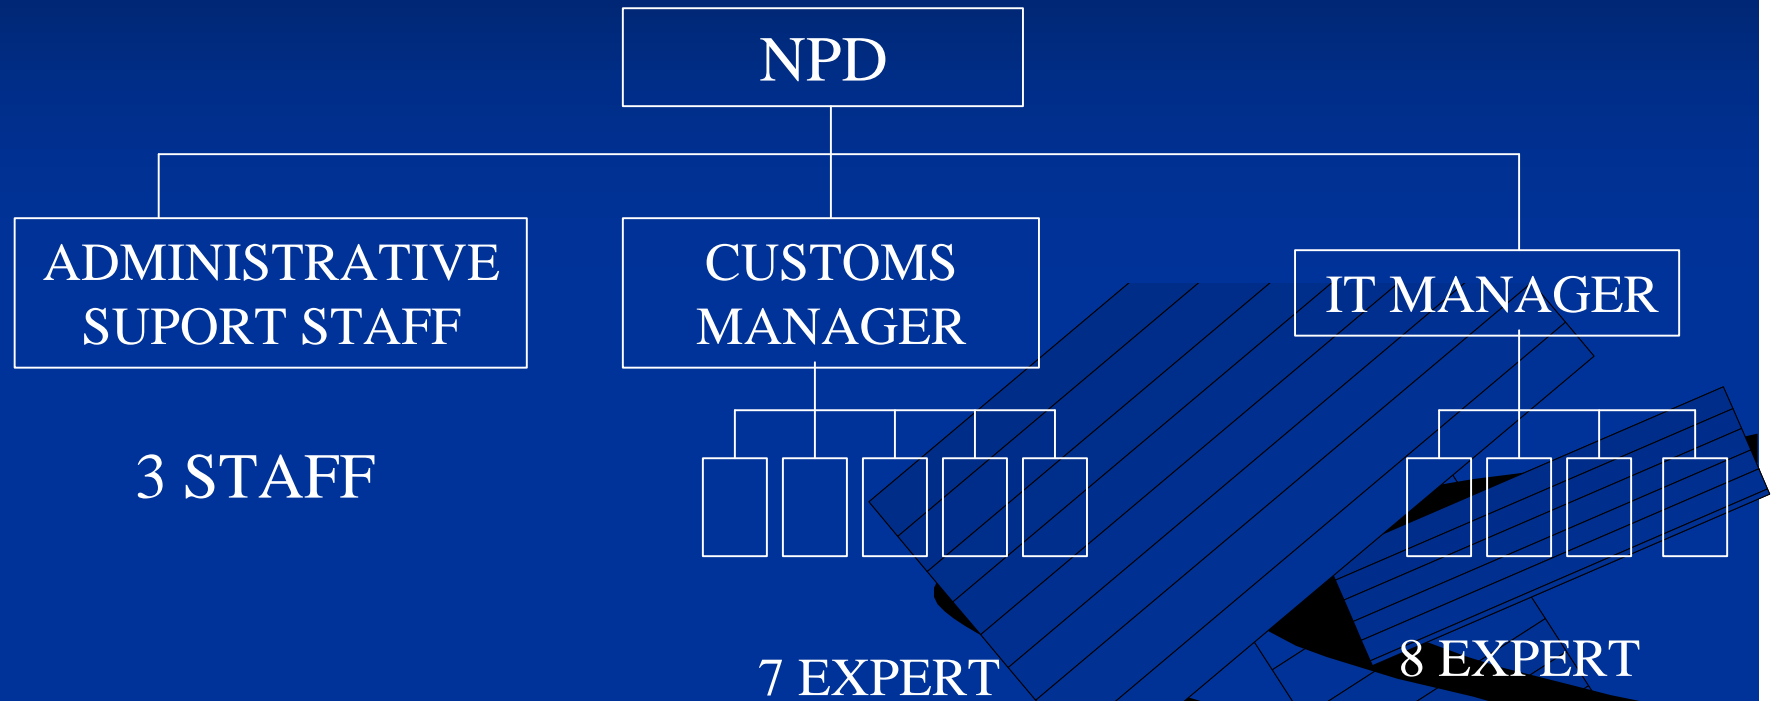 NPD
ADMINISTRATIVE
SUPORT STAFF
CUSTOMS
MANAGER
IT MANAGER
3 STAFF
7 EXPERT
8 EXPERT